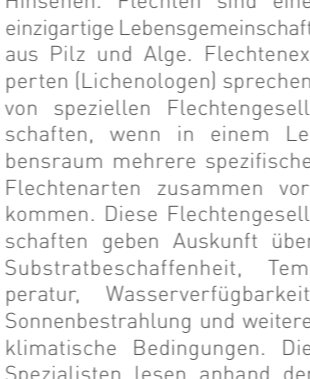 Hinsehen. Flechten sind eine
einzigartige Lebensgemeinschaft
aus Pilz und Alge. Flechtenex
perten (Lichenologen) sprechen
von speziellen Flechtengesell
schaften, wenn in einem Le
bensraum mehrere spezifische
Flechtenarten zusammen vor
kommen. Diese Flechtengesell
schaften geben Auskunft über
Substratbeschaffenheit, Tem
peratur, Wasserverfügbarkeit
Sonnenbestrahlung und weitere
klimatische Bedingungen. Die
Spezialisten lesen anhand der